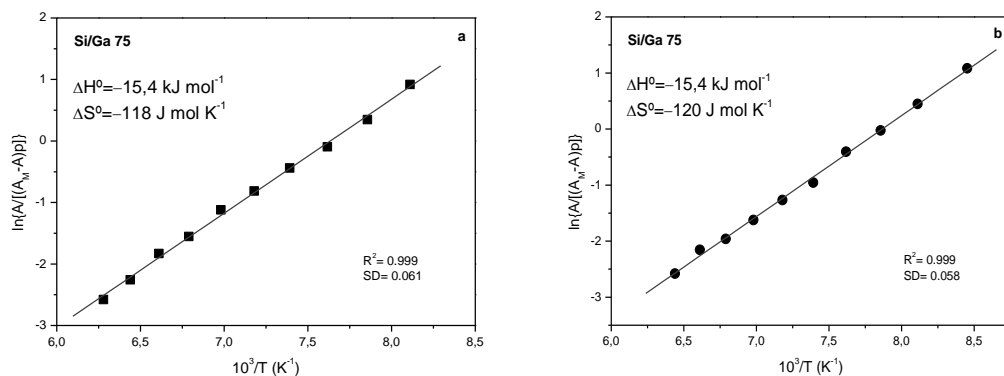 Si/Ga 75
a
ΔHº=−15,4 kJ mol⁻¹
ΔSº=−118 J mol K⁻¹
R²= 0.999
SD= 0.061
ln{A/[(A_M-A)p]}
2
1
0
-1
-2
-3
6,0 6,5 7,0 7,5 8,0 8,5
10³/T (K⁻¹)
Si/Ga 75
b
ΔHº=−15,4 kJ mol⁻¹
ΔSº=−120 J mol K⁻¹
R²= 0.999
SD= 0.058
ln{A/[(A_M-A)p]}
2
1
0
-1
-2
-3
6,0 6,5 7,0 7,5 8,0 8,5
10³/T (K⁻¹)